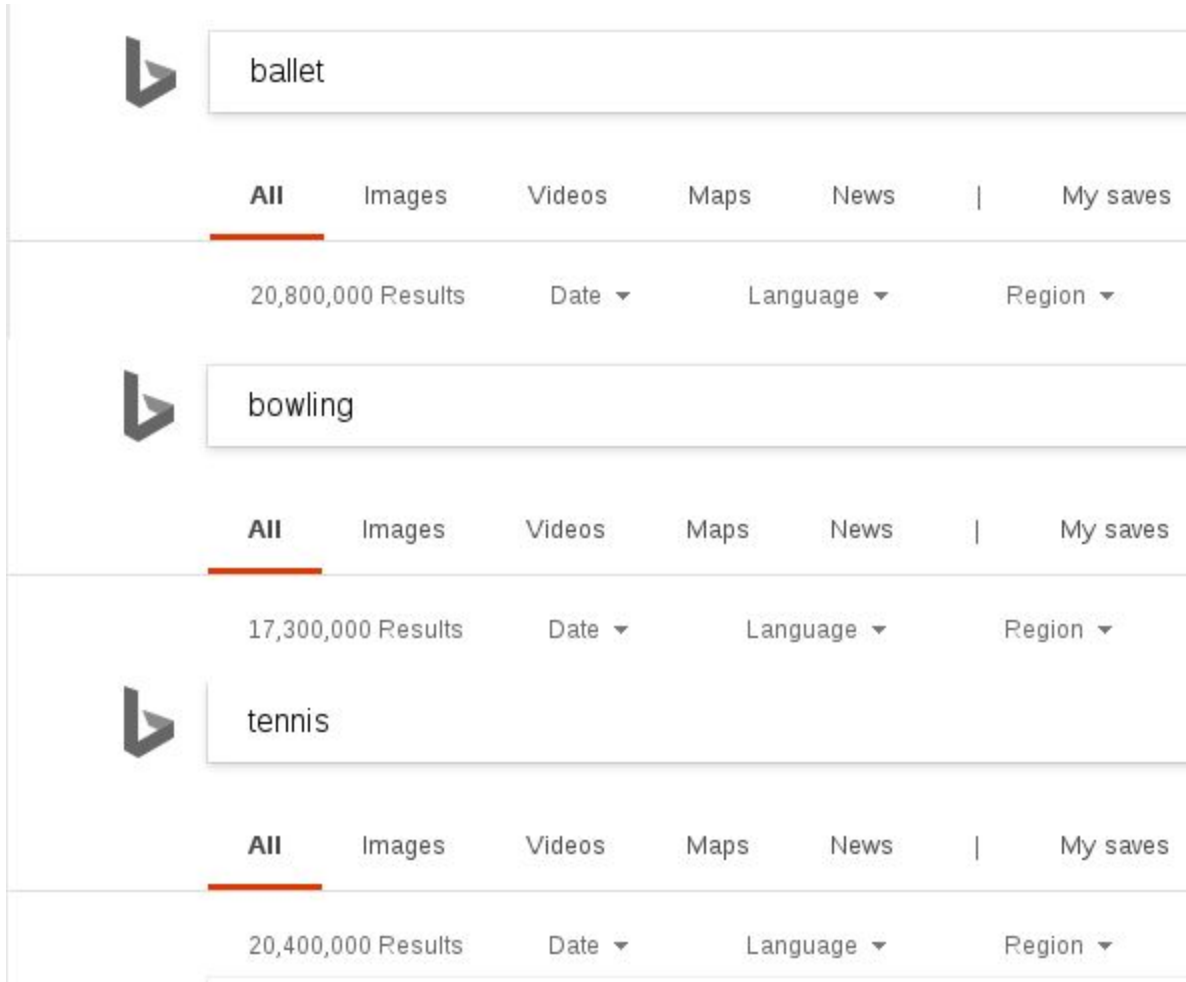 ballet
All Images Videos Maps News | My saves
20,800,000 Results Date Language Region
bowling
All Images Videos Maps News | My saves
17,300,000 Results Date Language Region
tennis
All Images Videos Maps News | My saves
20,400,000 Results Date Language Region